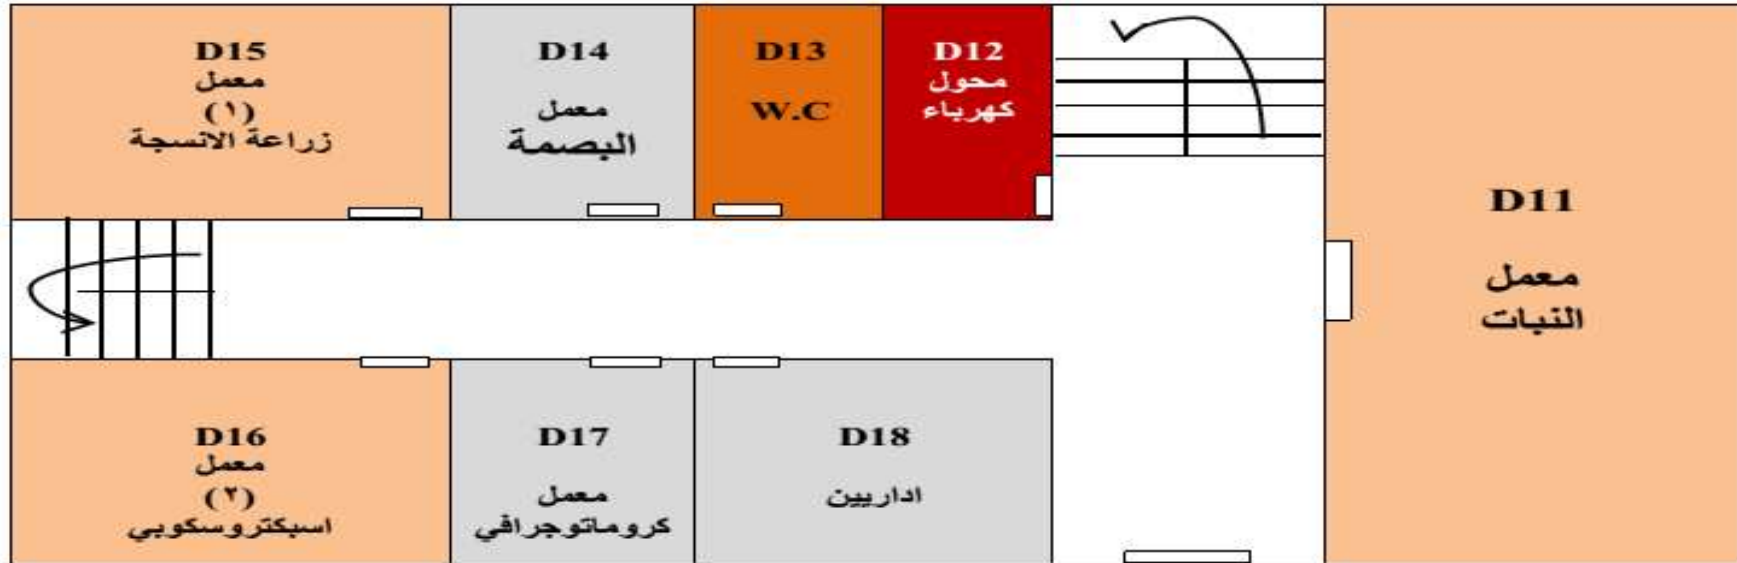 D15
معمل
(١)
زراعة الانسجة
D14
معمل
البصمة
D13
W.C
D12
محول
كهرباء
D11
معمل
النبات
D16
معمل
(٢)
اسبكتروسكوبي
D17
معمل
كروماتوجرافي
D18
اداريين